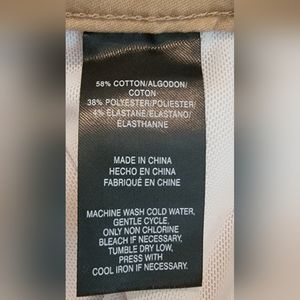 58% COTTON/ALGODON/
COTON
38% POLYESTER/POLIESTER/
4% ELASTANE/ELASTANO/
ELASTHANNE
MADE IN CHINA
HECHO EN CHINA
FABRIQUÉ EN CHINE
MACHINE WASH COLD WATER,
GENTLE CYCLE,
ONLY NON CHLORINE
BLEACH IF NECESSARY,
TUMBLE DRY LOW,
PRESS WITH
COOL IRON IF NECESSARY.